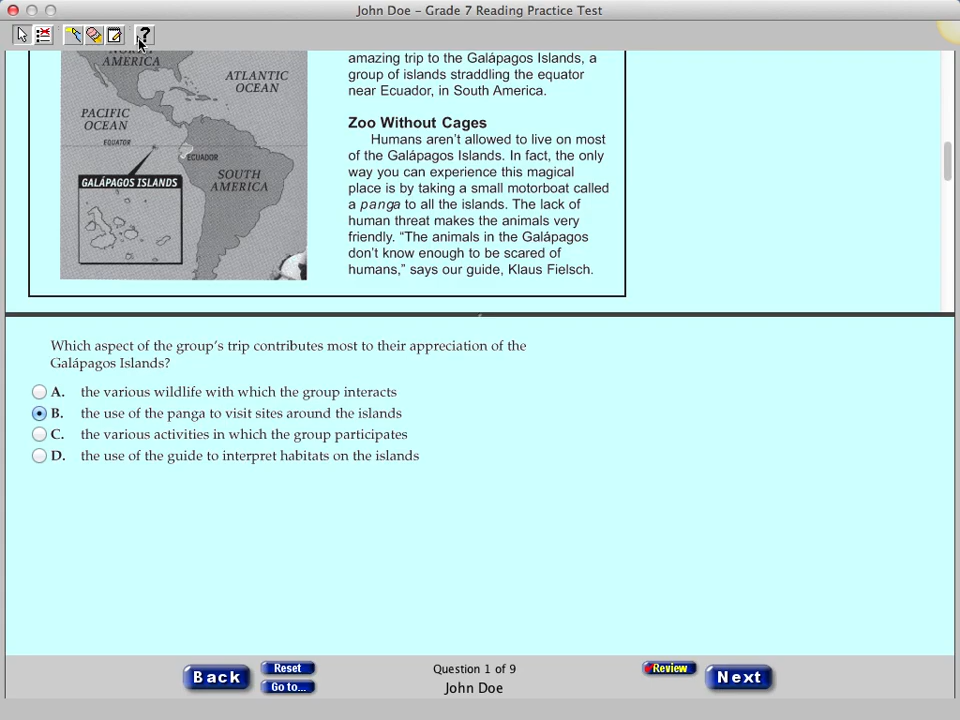 John Doe – Grade 7 Reading Practice Test
?
AMERICA
ATLANTIC
OCEAN
PACIFIC
OCEAN
EQUATOR
ECUADOR
GALÁPAGOS ISLANDS
SOUTH
AMERICA
amazing trip to the Galápagos Islands, a
group of islands straddling the equator
near Ecuador, in South America.
Zoo Without Cages
Humans aren't allowed to live on most
of the Galápagos Islands. In fact, the only
way you can experience this magical
place is by taking a small motorboat called
a panga to all the islands. The lack of
human threat makes the animals very
friendly. “The animals in the Galápagos
don't know enough to be scared of
humans,” says our guide, Klaus Fielsch.
Which aspect of the group's trip contributes most to their appreciation of the
Galápagos Islands?
A. the various wildlife with which the group interacts
B. the use of the panga to visit sites around the islands
C. the various activities in which the group participates
D. the use of the guide to interpret habitats on the islands
Back
Reset
Go to...
Question 1 of 9
John Doe
Review
Next